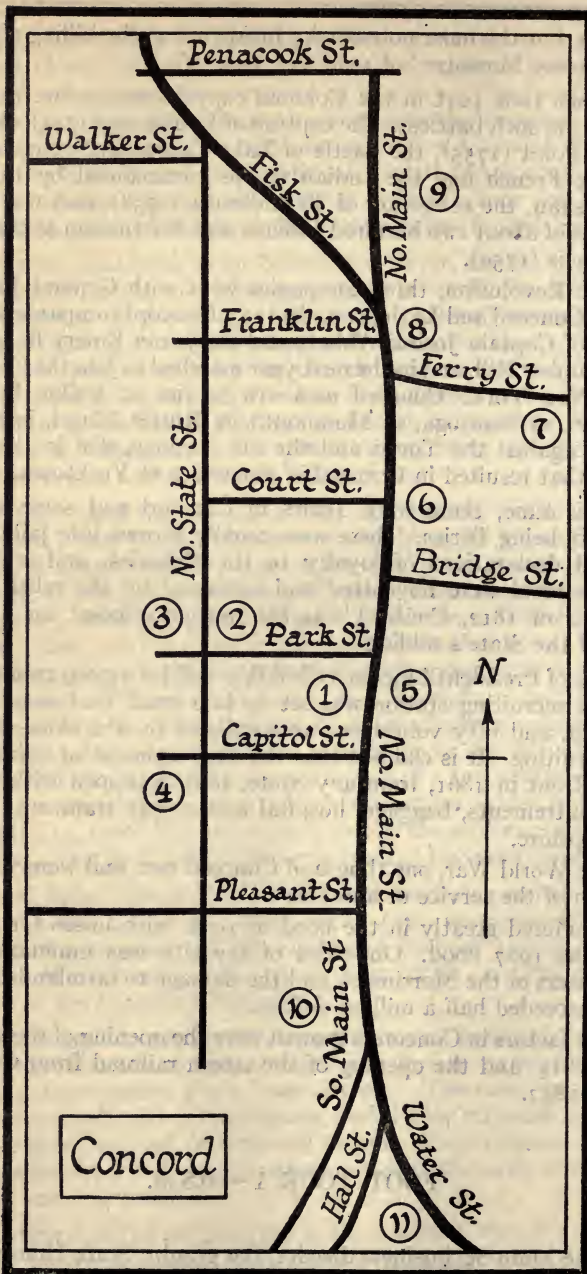 Penacook St.
Walker St.
Fisk St.
No. Main St.
9
Franklin St.
8
Ferry St.
7
No. State St.
Court St.
6
Bridge St.
3
2
Park St.
N
1
5
Capitol St.
4
No. Main St.
Pleasant St.
10
So. Main St
Hall St.
Water St.
11
Concord